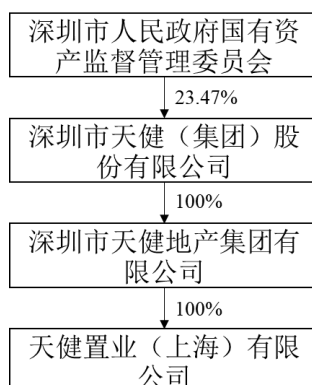 深圳市人民政府国有资
产监督管理委员会
23.47%
深圳市天健（集团）股
份有限公司
100%
深圳市天健地产集团有
限公司
100%
天健置业（上海）有限
公司